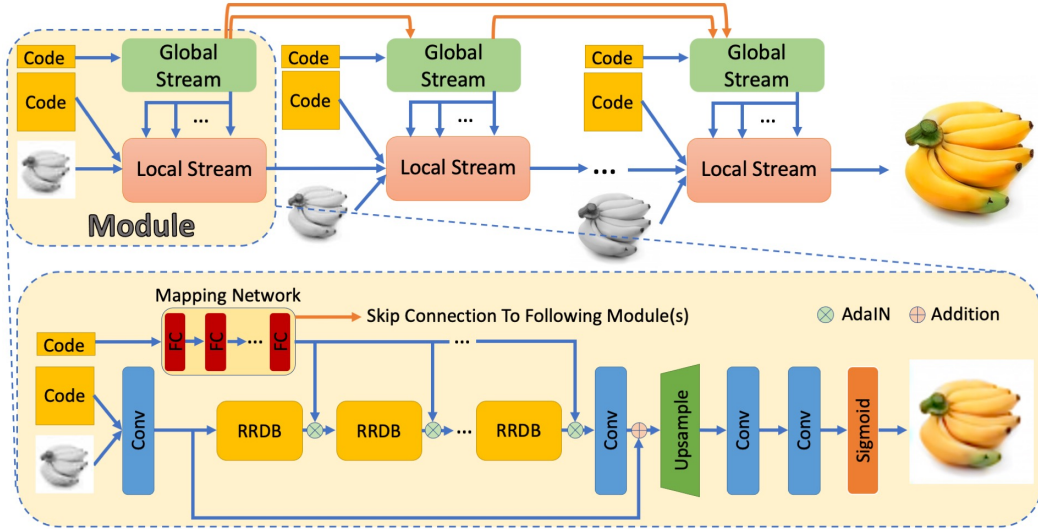 Code
Global
Stream
Code
...
Local Stream
Module
Code
Global
Stream
Code
...
Local Stream
...
Code
Global
Stream
Code
...
Local Stream
Mapping Network
FC
FC
...
FC
Skip Connection To Following Module(s)
AdaIN
Addition
Code
...
Code
Conv
RRDB
RRDB
...
RRDB
Conv
Upsample
Conv
Conv
Sigmoid